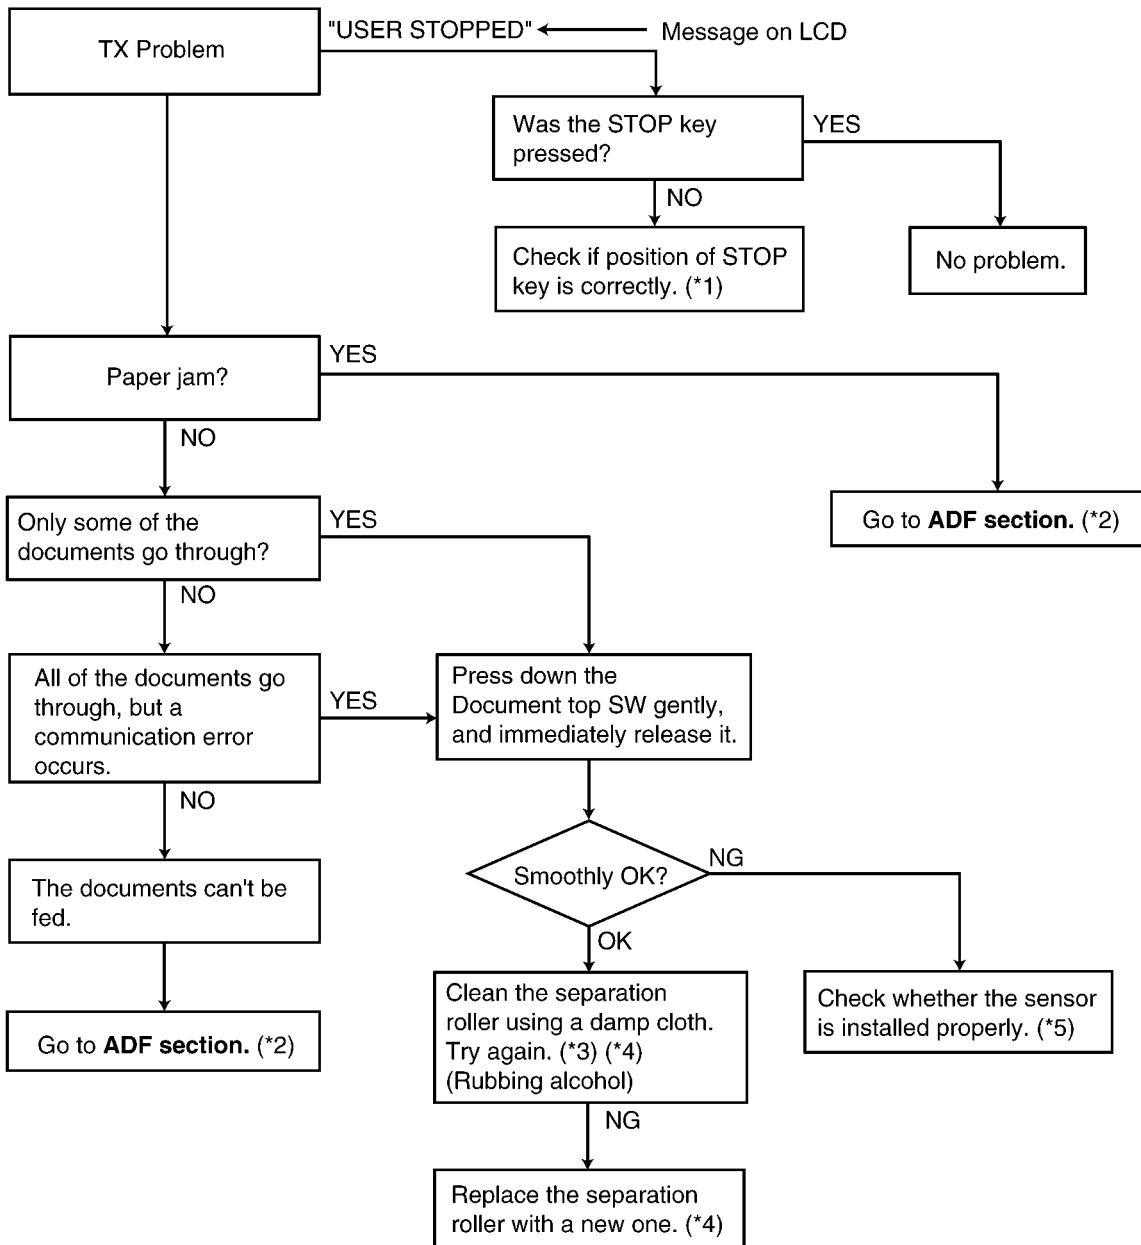 TX Problem
"USER STOPPED"
Message on LCD
Was the STOP key
pressed?
YES
NO
Check if position of STOP
key is correctly. (*1)
No problem.
Paper jam?
YES
NO
Go to ADF section. (*2)
Only some of the
documents go through?
YES
NO
All of the documents go
through, but a
communication error
occurs.
YES
NO
Press down the
Document top SW gently,
and immediately release it.
The documents can't be
fed.
Smoothly OK?
NG
OK
Go to ADF section. (*2)
Clean the separation
roller using a damp cloth.
Try again. (*3) (*4)
(Rubbing alcohol)
Check whether the sensor
is installed properly. (*5)
NG
Replace the separation
roller with a new one. (*4)